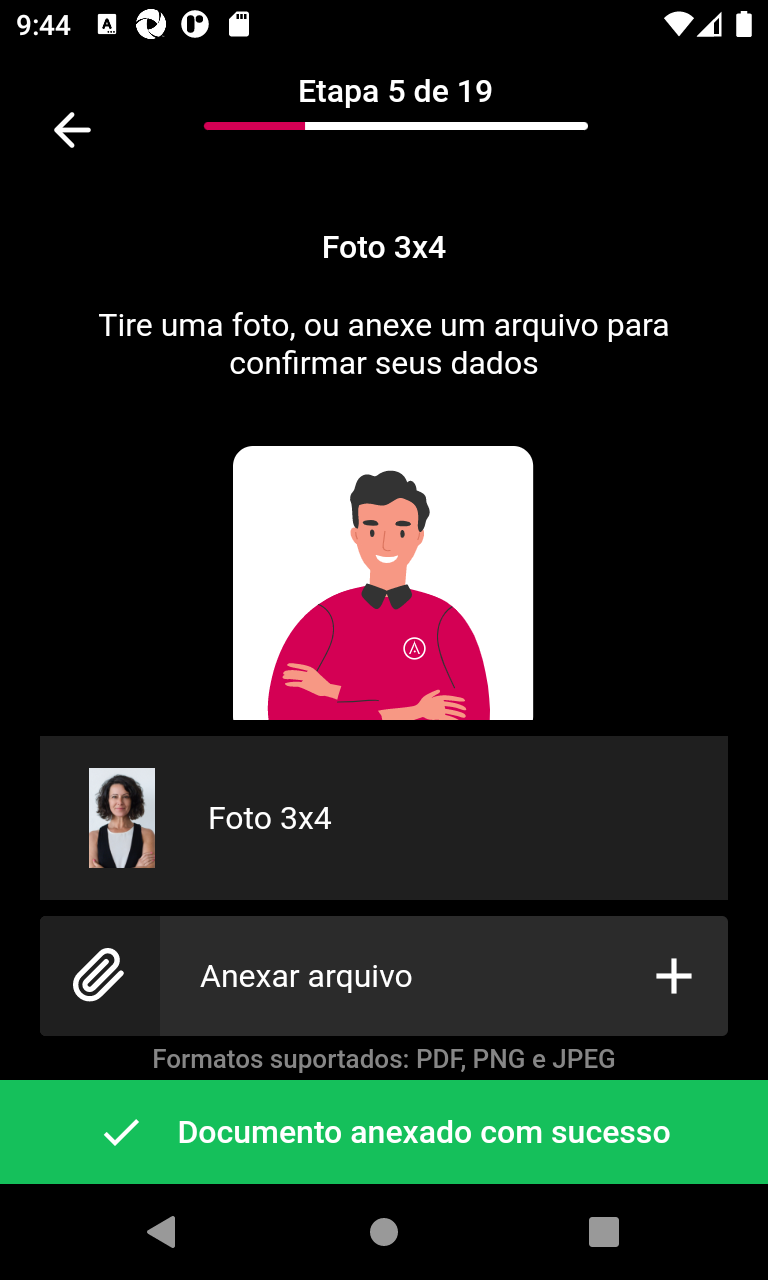 9:44
Etapa 5 de 19
Foto 3x4
Tire uma foto, ou anexe um arquivo para
confirmar seus dados
Foto 3x4
Anexar arquivo
Formatos suportados: PDF, PNG e JPEG
Documento anexado com sucesso